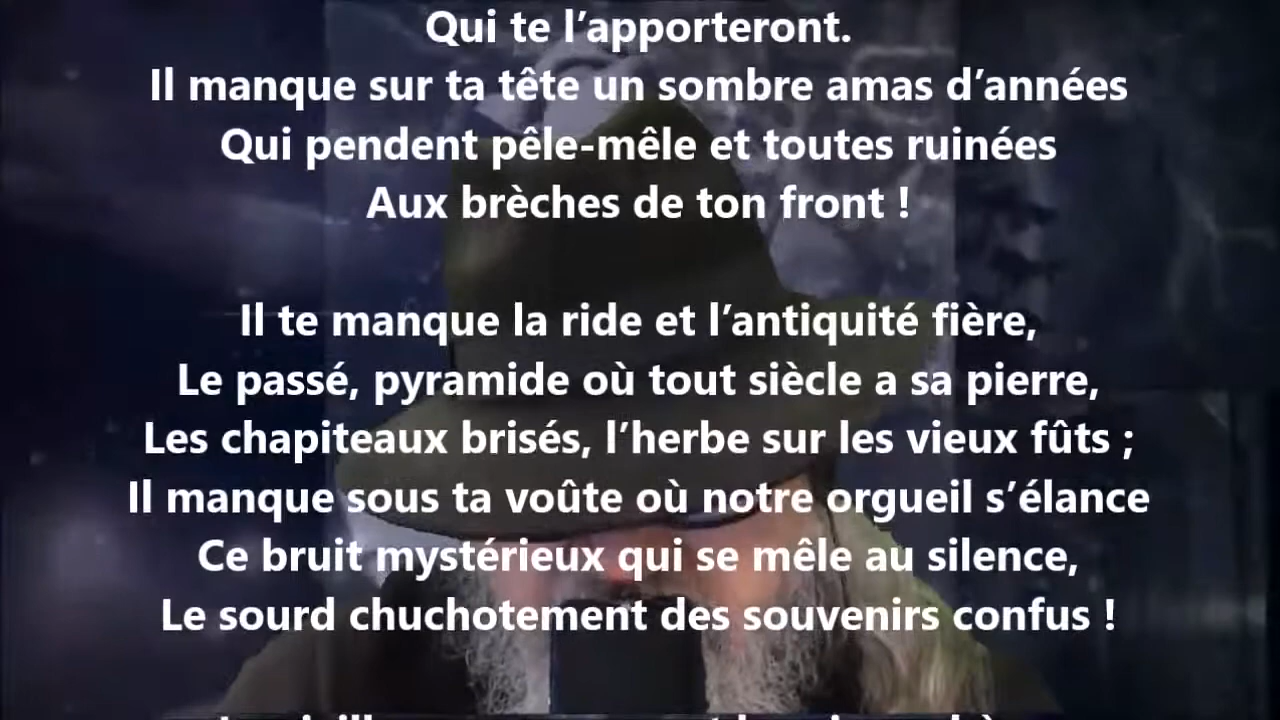 Qui te l’apporteront.
Il manque sur ta tête un sombre amas d’années
Qui pendent pêle-mêle et toutes ruinées
Aux brèches de ton front !
Il te manque la ride et l’antiquité fière,
Le passé, pyramide où tout siècle a sa pierre,
Les chapiteaux brisés, l’herbe sur les vieux fûts ;
Il manque sous ta voûte où notre orgueil s’élance
Ce bruit mystérieux qui se mêle au silence,
Le sourd chuchotement des souvenirs confus !